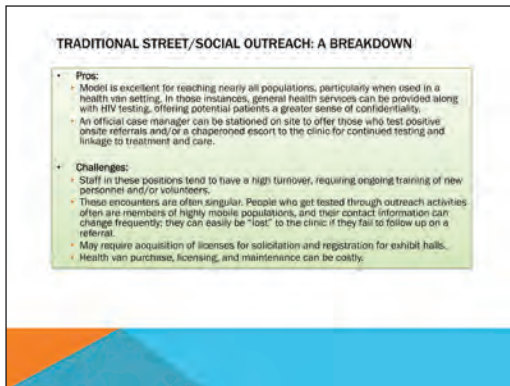 TRADITIONAL STREET/SOCIAL OUTREACH: A BREAKDOWN
• Pros:
• Model is excellent for reaching nearly all populations, particularly when used in a
health van setting. In those instances, general health services can be provided along
with HIV testing, offering potential patients a greater sense of confidentiality.
• An official case manager can be stationed on site to offer those who test positive
onsite referrals and/or a chaperoned escort to the clinic for continued testing and
linkage to treatment and care.
• Challenges:
• Staff in these positions tend to have a high turnover, requiring ongoing training of new
personnel and/or volunteers.
• These encounters are often singular. People who get tested through outreach activities
often are members of highly mobile populations, and their contact information can
change frequently; they can easily be "lost" to the clinic if they fail to follow up on a
referral.
• May require acquisition of licenses for solicitation and registration for exhibit halls.
• Health van purchase, licensing, and maintenance can be costly.